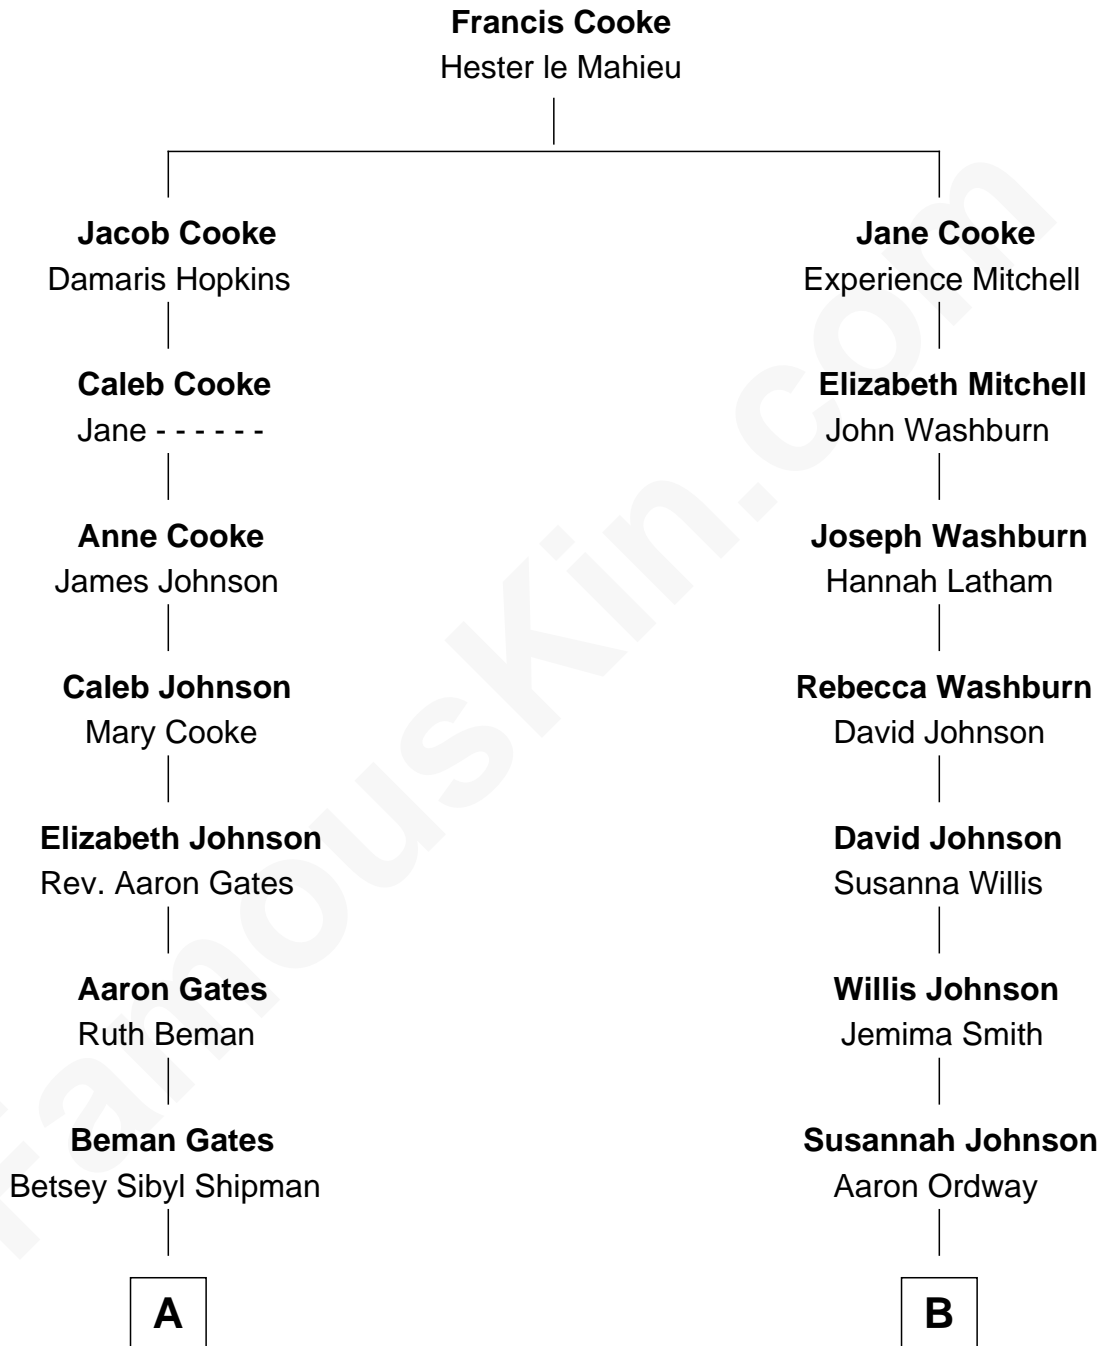 Francis Cooke
Hester le Mahieu
Jacob Cooke
Damaris Hopkins
Jane Cooke
Experience Mitchell
Caleb Cooke
Jane - - - - - -
Elizabeth Mitchell
John Washburn
Anne Cooke
James Johnson
Joseph Washburn
Hannah Latham
Caleb Johnson
Mary Cooke
Rebecca Washburn
David Johnson
Elizabeth Johnson
Rev. Aaron Gates
David Johnson
Susanna Willis
Aaron Gates
Ruth Beman
Willis Johnson
Jemima Smith
Beman Gates
Betsey Sibyl Shipman
Susannah Johnson
Aaron Ordway
A
B
FamousKin.com